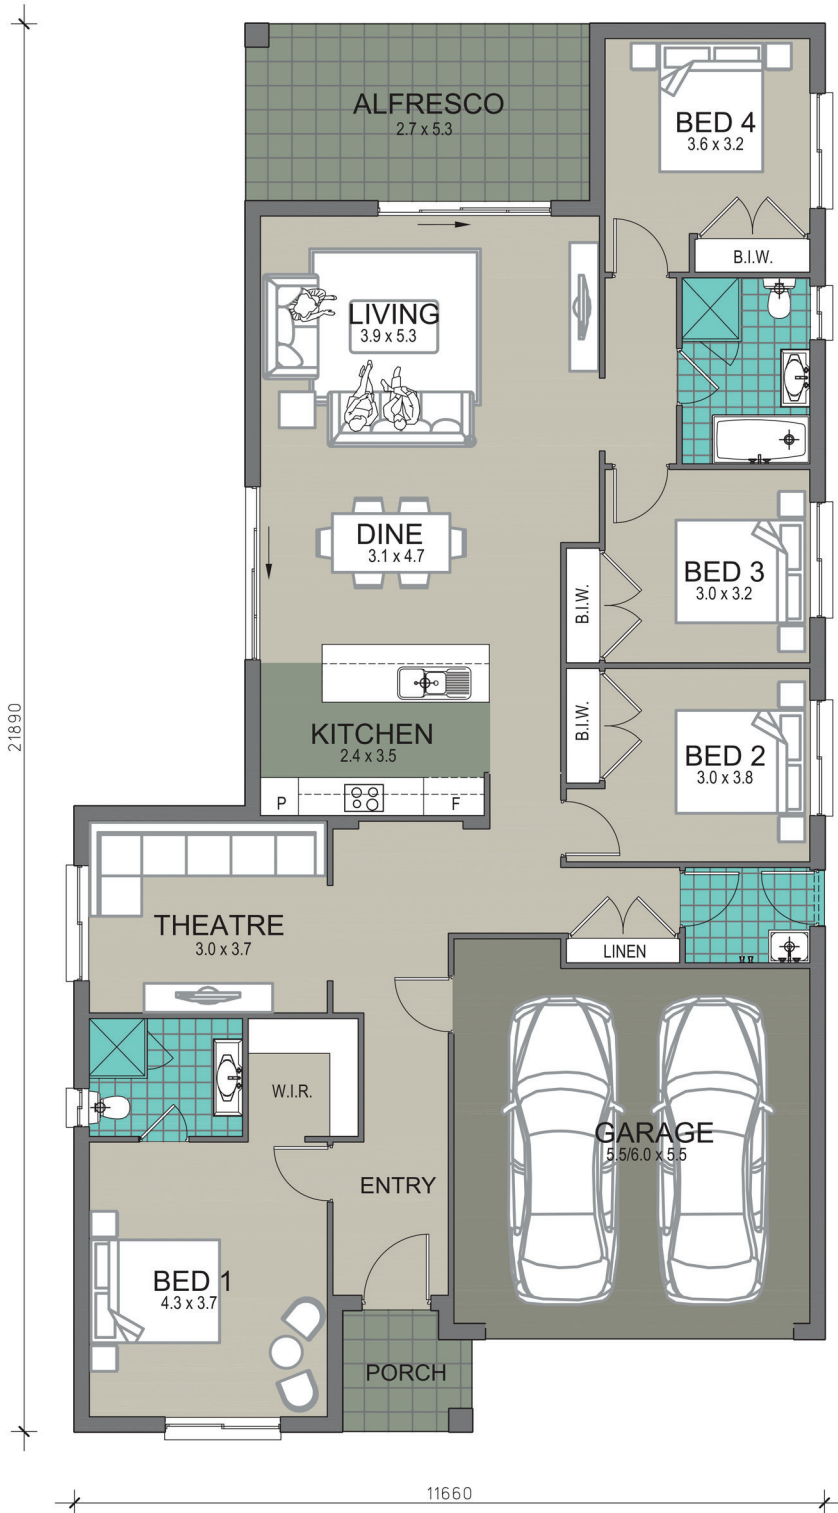 ALFRESCO
2.7 x 5.3
BED 4
3.6 x 3.2
B.I.W.
LIVING
3.9 x 5.3
DINE
3.1 x 4.7
BED 3
3.0 x 3.2
B.I.W.
21890
KITCHEN
2.4 x 3.5
B.I.W.
BED 2
3.0 x 3.8
P
F
THEATRE
3.0 x 3.7
LINEN
W.I.R.
GARAGE
5.5/6.0 x 5.5
ENTRY
BED 1
4.3 x 3.7
PORCH
11660